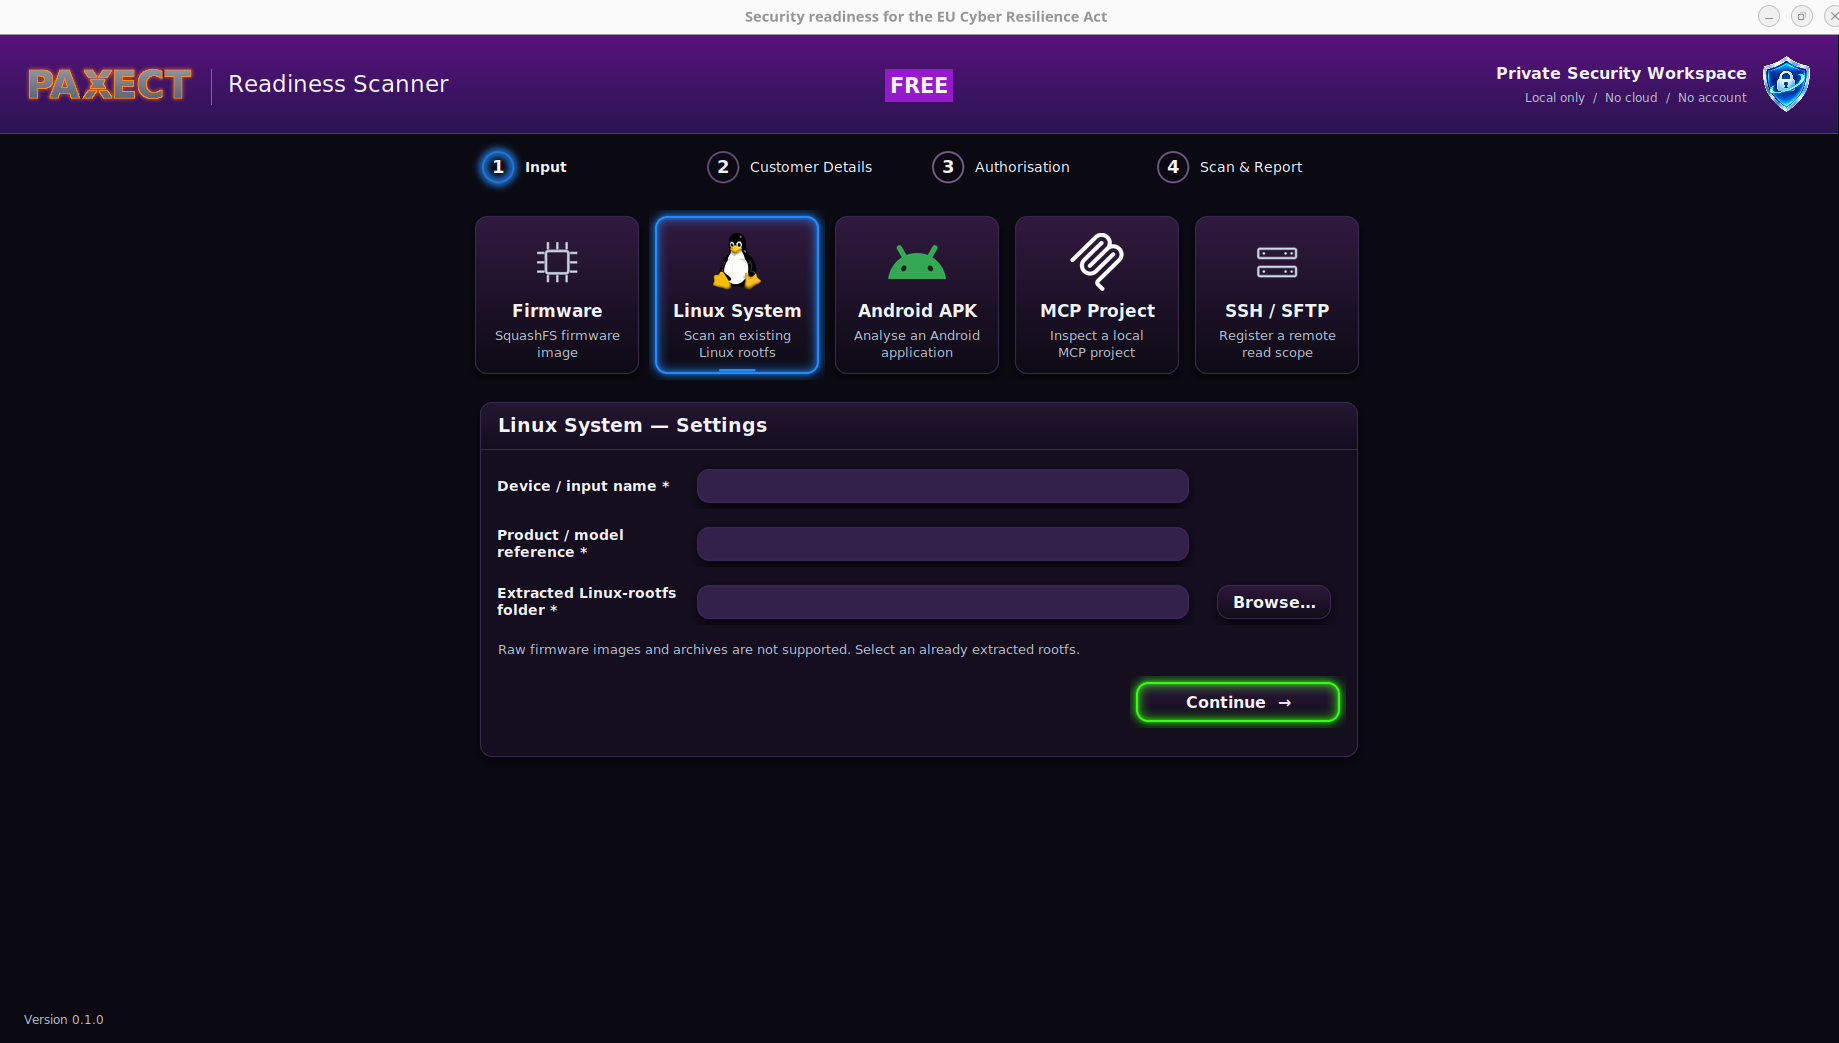 Security readiness for the EU Cyber Resilience Act
PAXECT
Readiness Scanner
FREE
Private Security Workspace
Local only / No cloud / No account
1 Input
2 Customer Details
3 Authorisation
4 Scan & Report
Firmware
SquashFS firmware
image
Linux System
Scan an existing
Linux rootfs
Android APK
Analyse an Android
application
MCP Project
Inspect a local
MCP project
SSH / SFTP
Register a remote
read scope
Linux System — Settings
Device / input name *
Product / model
reference *
Extracted Linux-rootfs
folder *
Browse...
Raw firmware images and archives are not supported. Select an already extracted rootfs.
Continue →
Version 0.1.0